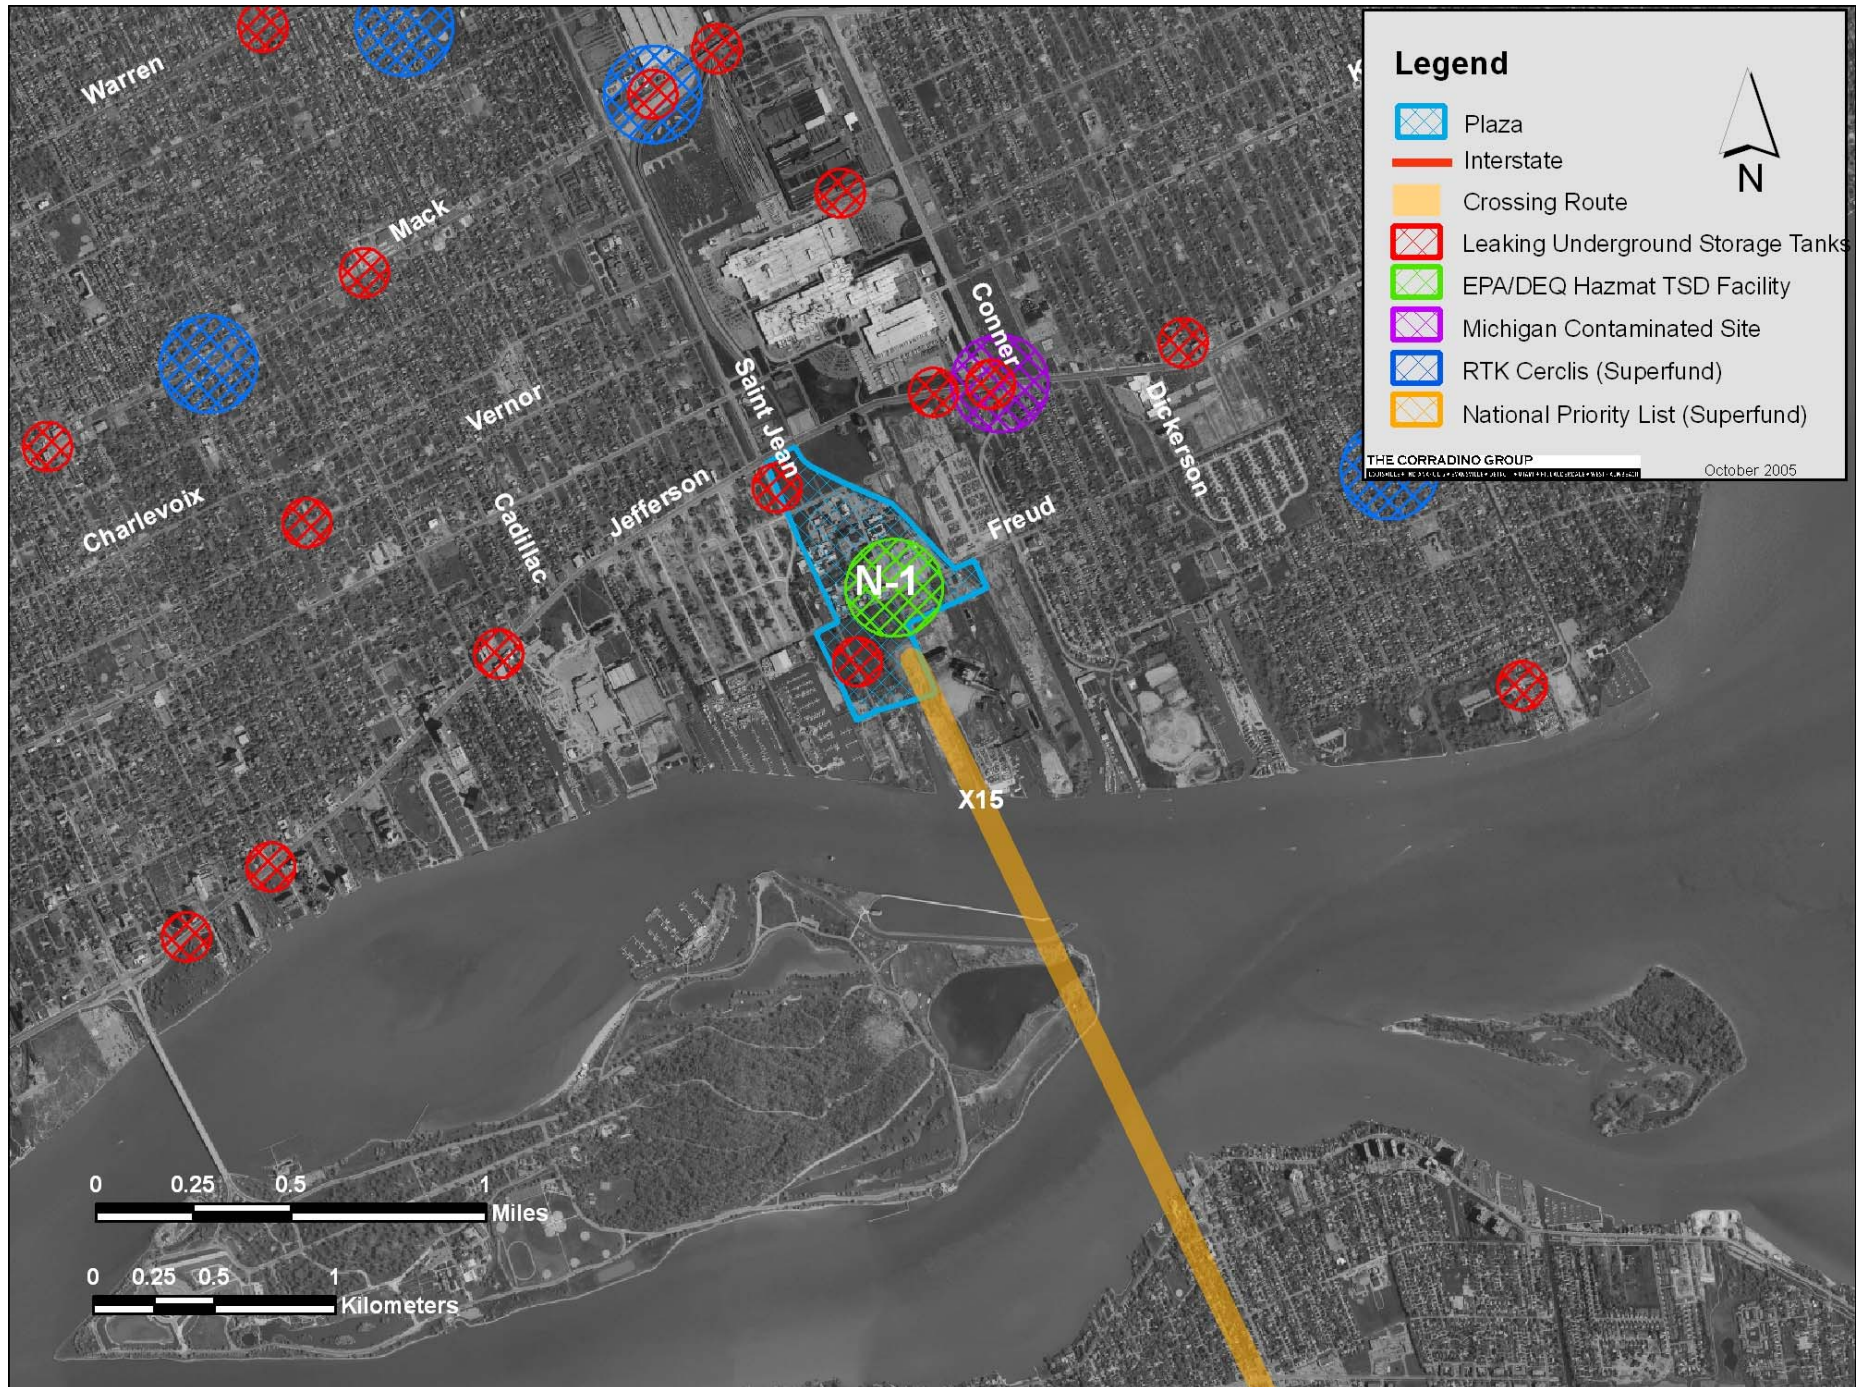 Warren
K
Legend
Plaza
Interstate
Crossing Route
Leaking Underground Storage Tanks
EPA/DEQ Hazmat TSD Facility
Michigan Contaminated Site
RTK Cerclis (Superfund)
National Priority List (Superfund)
N
THE CORRADINO GROUP
October 2005
Mack
Conner
Saint Jean
Vernor
Dickerson
Charlevoix
Cadillac
Jefferson
Freud
N-1
X15
0 0.25 0.5 1
Miles
0 0.25 0.5 1
Kilometers